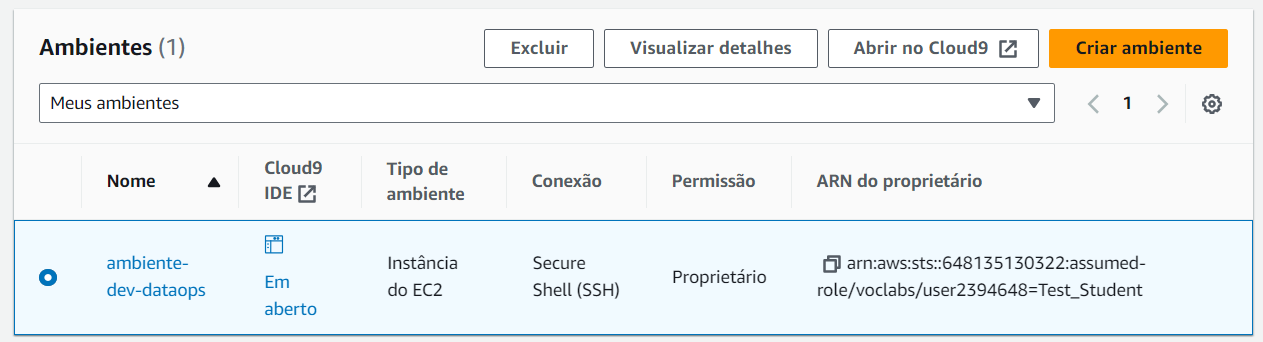 Ambientes (1)
Excluir
Visualizar detalhes
Abrir no Cloud9
Criar ambiente
Meus ambientes
1
Nome
Cloud9
IDE
Tipo de
ambiente
Conexão
Permissão
ARN do proprietário
ambiente-
dev-dataops
Em
aberto
Instância
do EC2
Secure
Shell (SSH)
Proprietário
arn:aws:sts::648135130322:assumed-
role/voclabs/user2394648=Test_Student